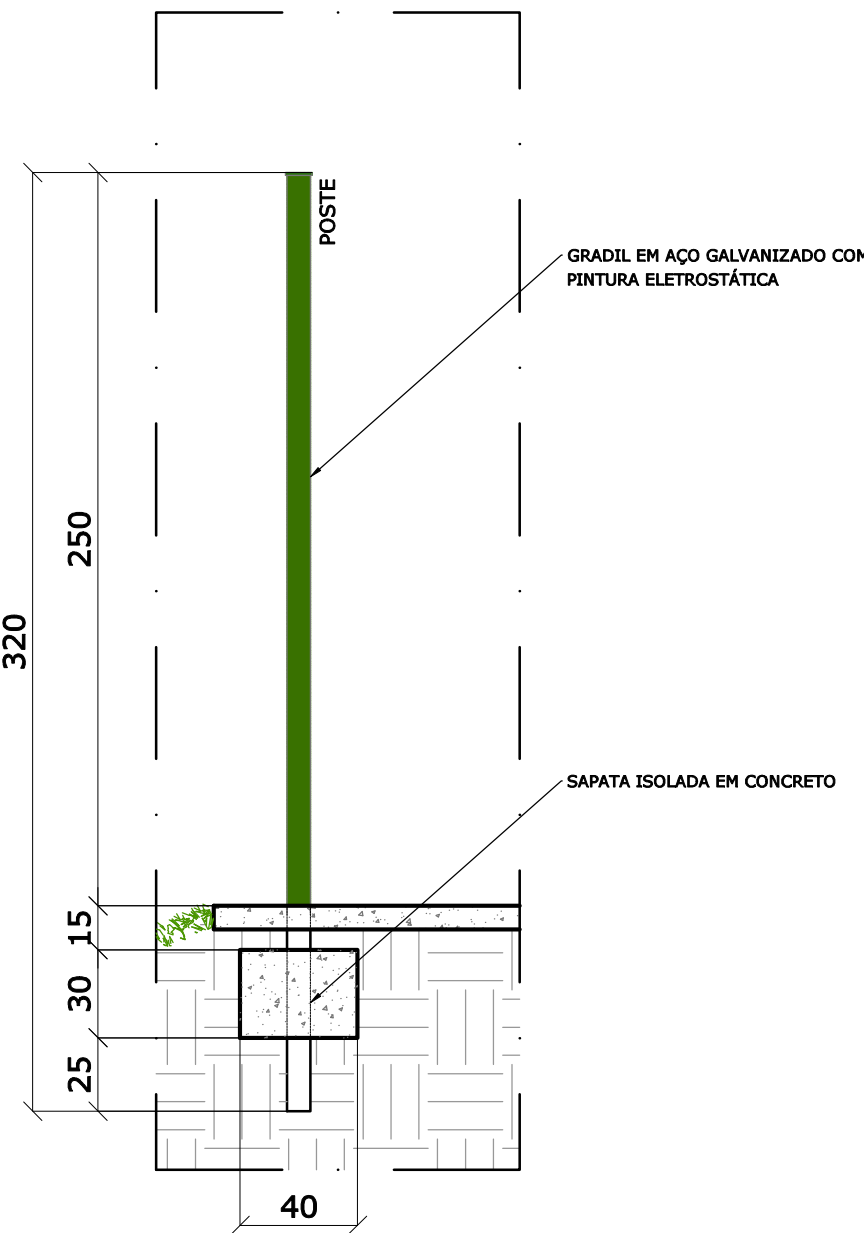 POSTE
GRADIL EM AÇO GALVANIZADO COM
PINTURA ELETROSTÁTICA
250
320
SAPATA ISOLADA EM CONCRETO
15
30
25
40